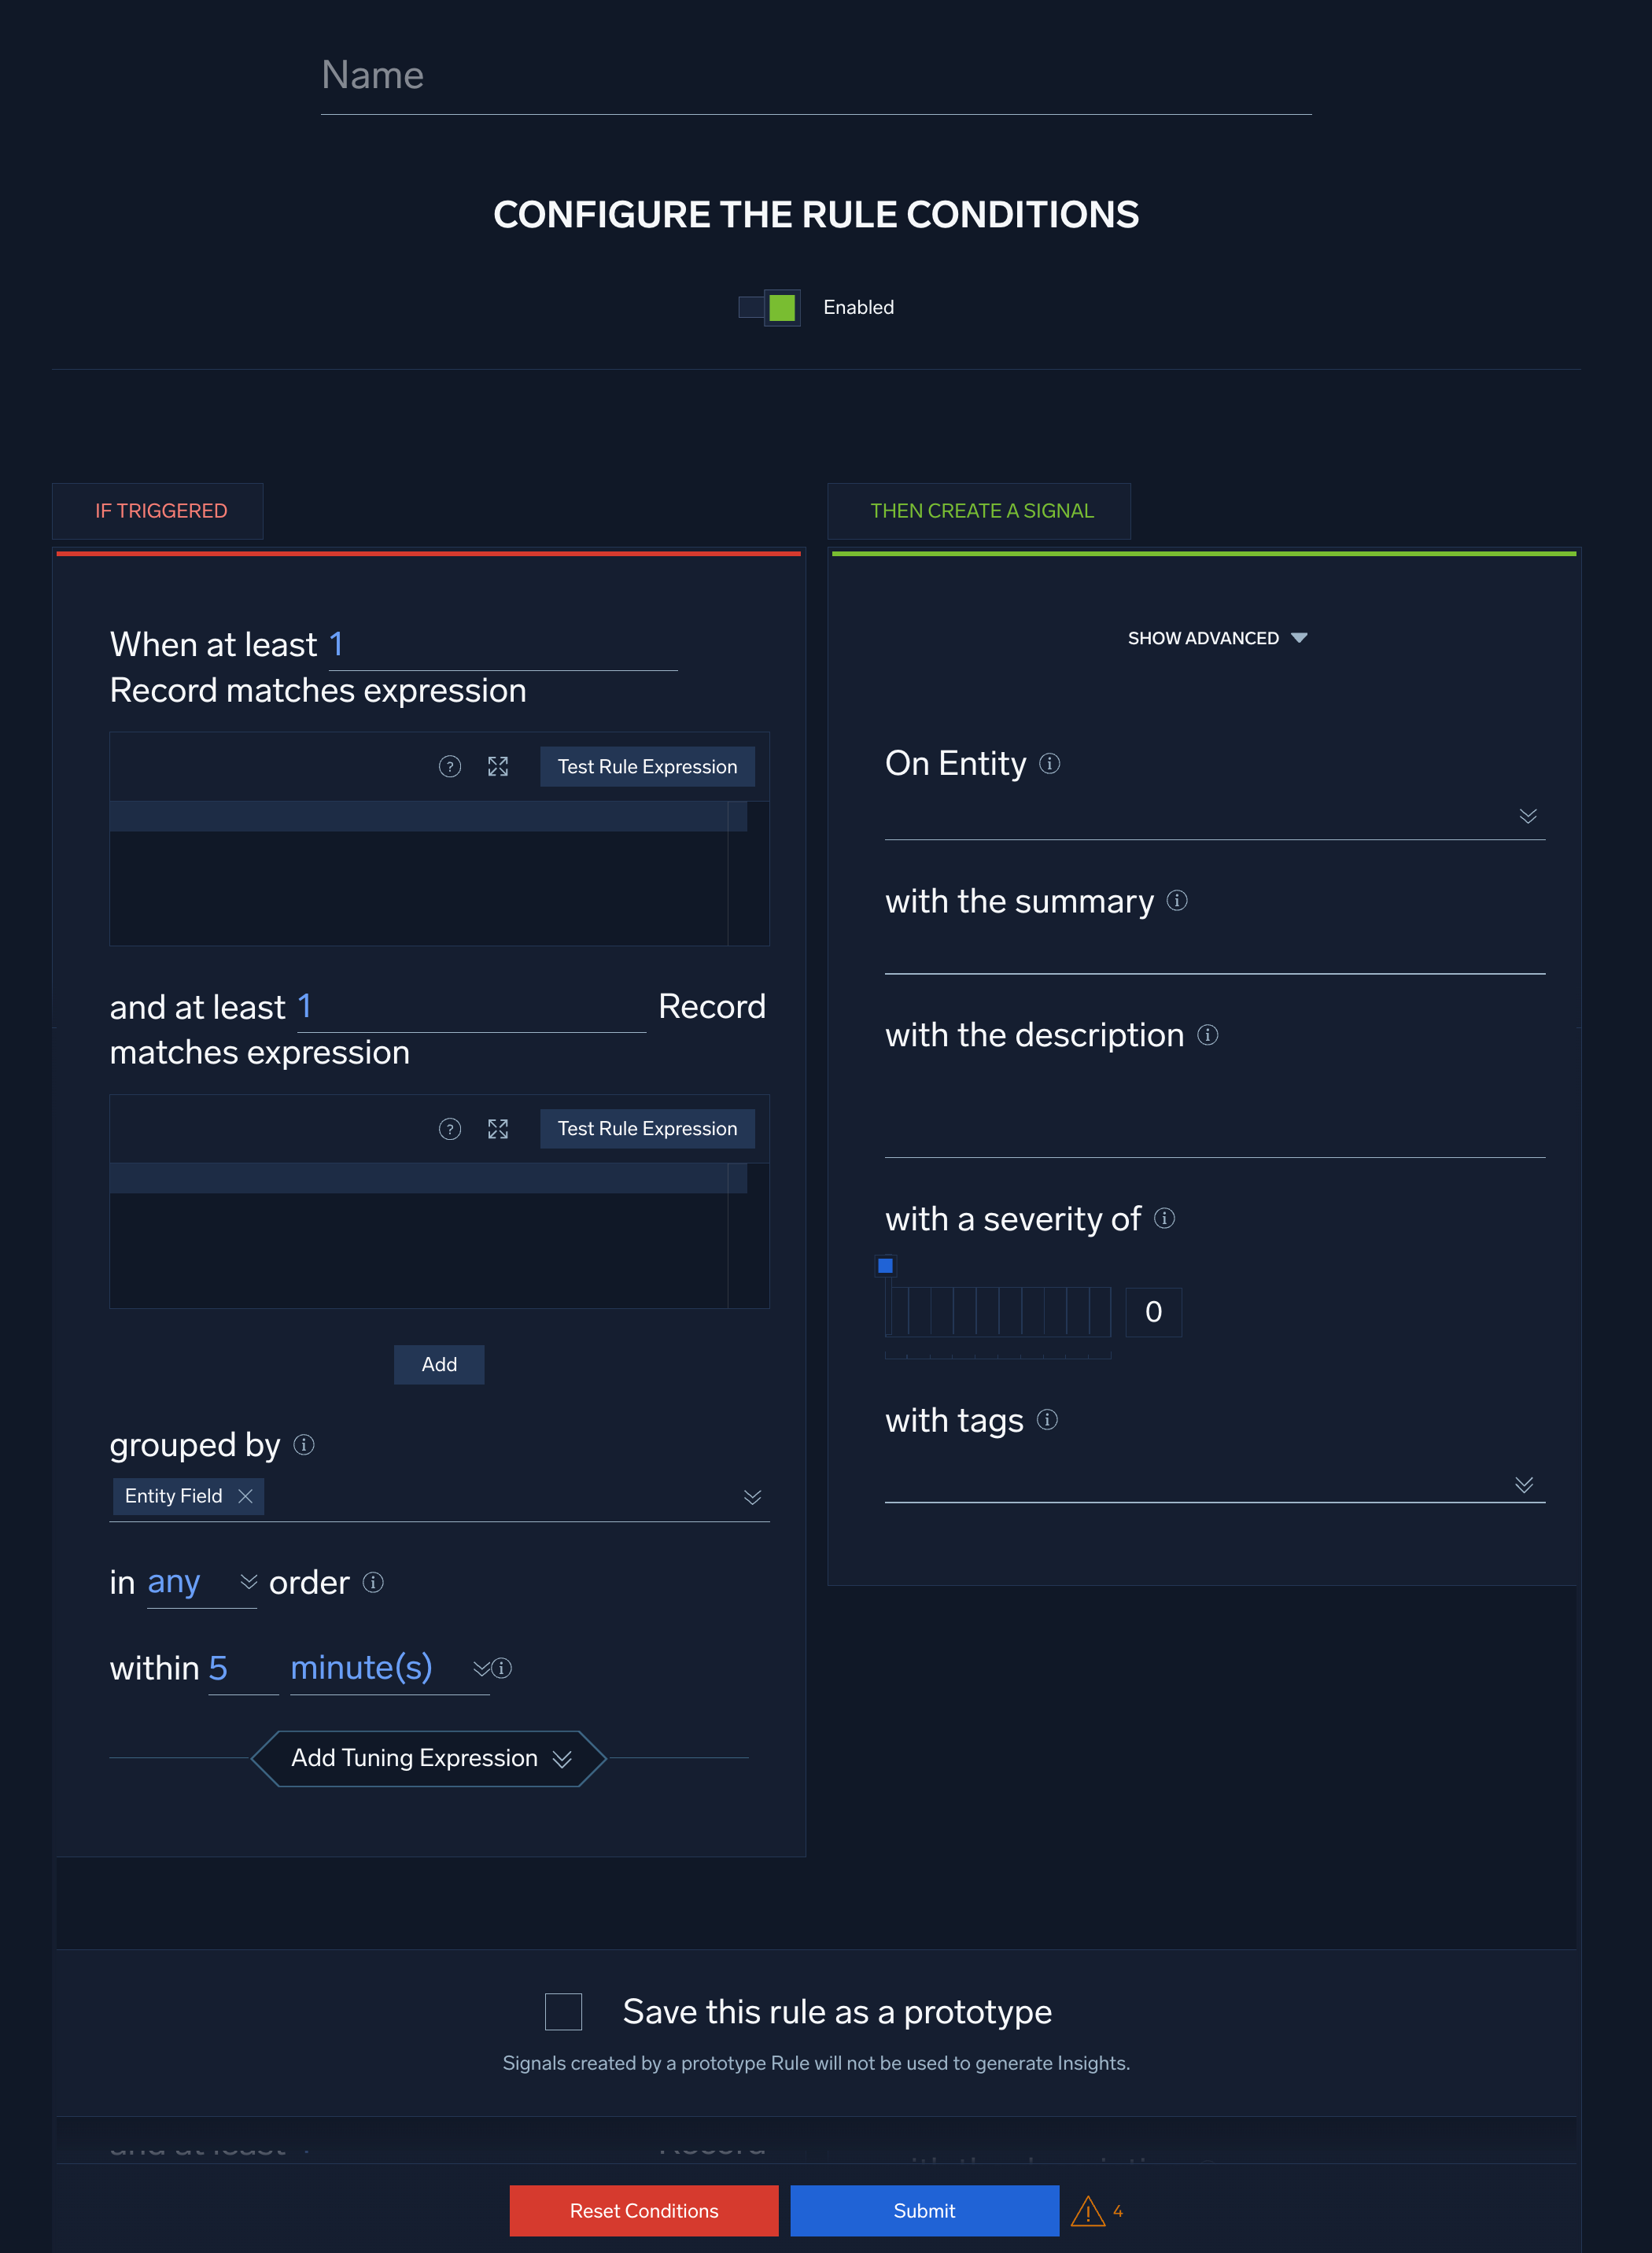 Name
CONFIGURE THE RULE CONDITIONS
Enabled
IF TRIGGERED
When at least 1
Record matches expression
? Test Rule Expression
and at least 1 Record
matches expression
? Test Rule Expression
Add
grouped by
Entity Field
in any order
within 5 minute(s)
Add Tuning Expression
THEN CREATE A SIGNAL
SHOW ADVANCED
On Entity
with the summary
with the description
with a severity of
0
with tags
Save this rule as a prototype
Signals created by a prototype Rule will not be used to generate Insights.
Reset Conditions
Submit
4